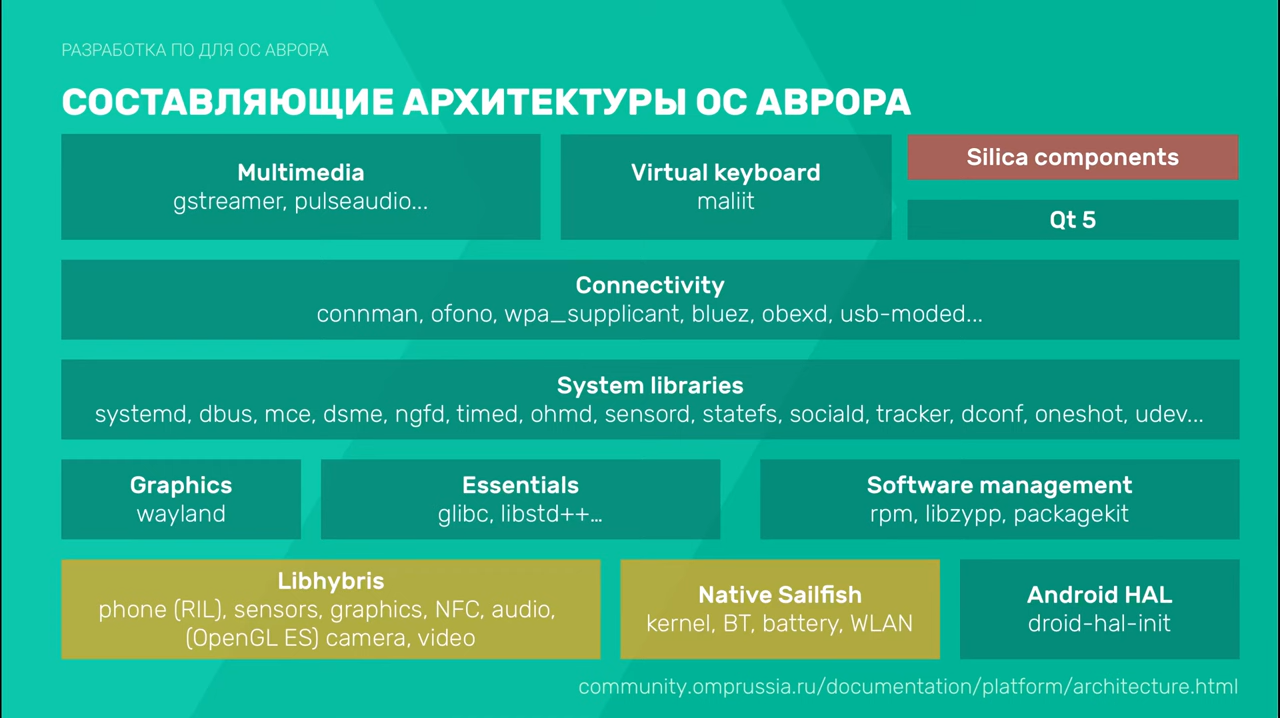 РАЗРАБОТКА ПО ДЛЯ ОС АВРОРА
СОСТАВЛЯЮЩИЕ АРХИТЕКТУРЫ ОС АВРОРА
Multimedia
gstreamer, pulseaudio...
Virtual keyboard
maliit
Silica components
Qt 5
Connectivity
connman, ofono, wpa_supplicant, bluez, obexd, usb-moded...
System libraries
systemd, dbus, mce, dsme, ngfd, timed, ohmd, sensord, statefs, sociald, tracker, dconf, oneshot, udev...
Graphics
wayland
Essentials
glibc, libstd++...
Software management
rpm, libzypp, packagekit
Libhybris
phone (RIL), sensors, graphics, NFC, audio,
(OpenGL ES) camera, video
Native Sailfish
kernel, BT, battery, WLAN
Android HAL
droid-hal-init
community.omprussia.ru/documentation/platform/architecture.html